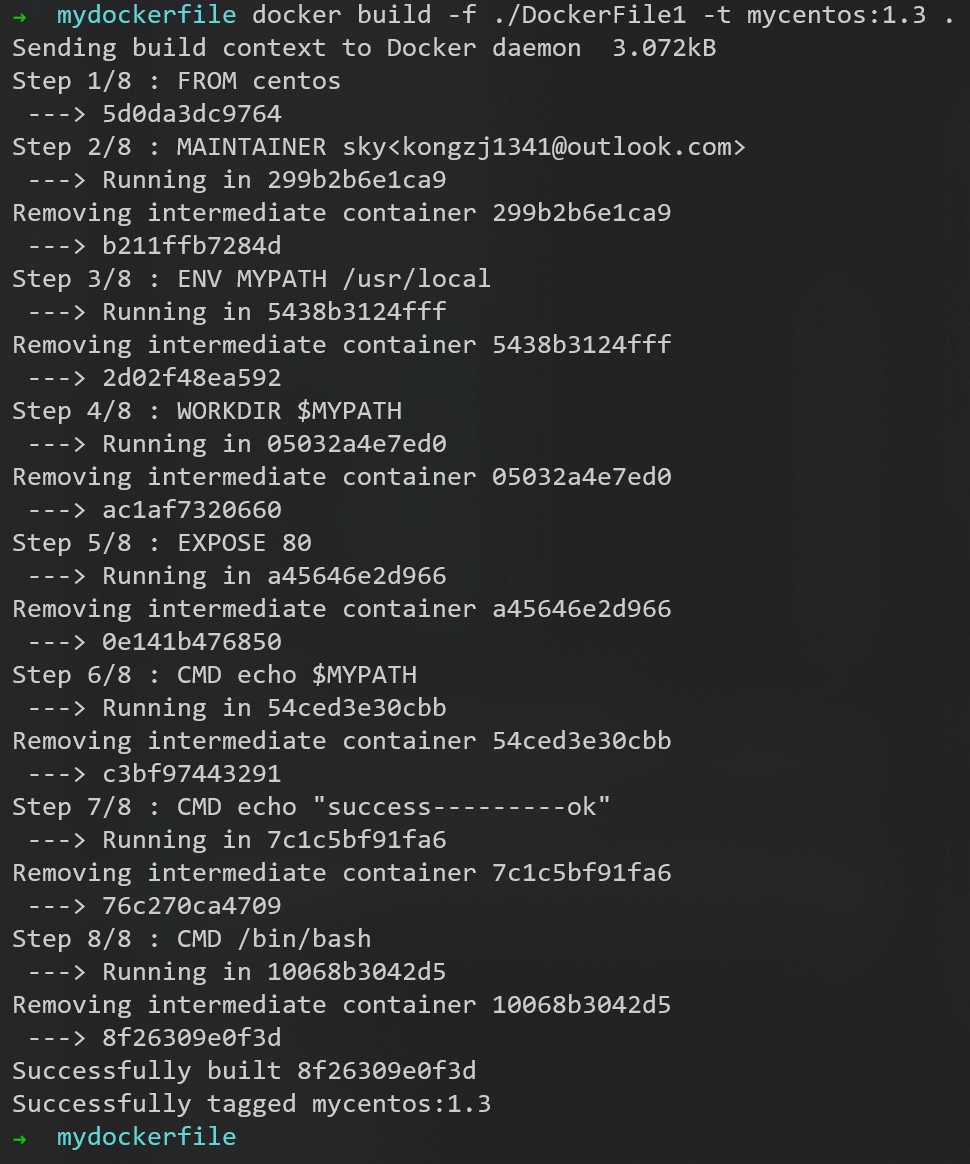 →  mydockerfile docker build -f ./DockerFile1 -t mycentos:1.3 .
Sending build context to Docker daemon  3.072kB
Step 1/8 : FROM centos
 ---> 5d0da3dc9764
Step 2/8 : MAINTAINER sky<kongzj1341@outlook.com>
 ---> Running in 299b2b6e1ca9
Removing intermediate container 299b2b6e1ca9
 ---> b211ffb7284d
Step 3/8 : ENV MYPATH /usr/local
 ---> Running in 5438b3124fff
Removing intermediate container 5438b3124fff
 ---> 2d02f48ea592
Step 4/8 : WORKDIR $MYPATH
 ---> Running in 05032a4e7ed0
Removing intermediate container 05032a4e7ed0
 ---> ac1af7320660
Step 5/8 : EXPOSE 80
 ---> Running in a45646e2d966
Removing intermediate container a45646e2d966
 ---> 0e141b476850
Step 6/8 : CMD echo $MYPATH
 ---> Running in 54ced3e30cbb
Removing intermediate container 54ced3e30cbb
 ---> c3bf97443291
Step 7/8 : CMD echo "success---------ok"
 ---> Running in 7c1c5bf91fa6
Removing intermediate container 7c1c5bf91fa6
 ---> 76c270ca4709
Step 8/8 : CMD /bin/bash
 ---> Running in 10068b3042d5
Removing intermediate container 10068b3042d5
 ---> 8f26309e0f3d
Successfully built 8f26309e0f3d
Successfully tagged mycentos:1.3
→  mydockerfile